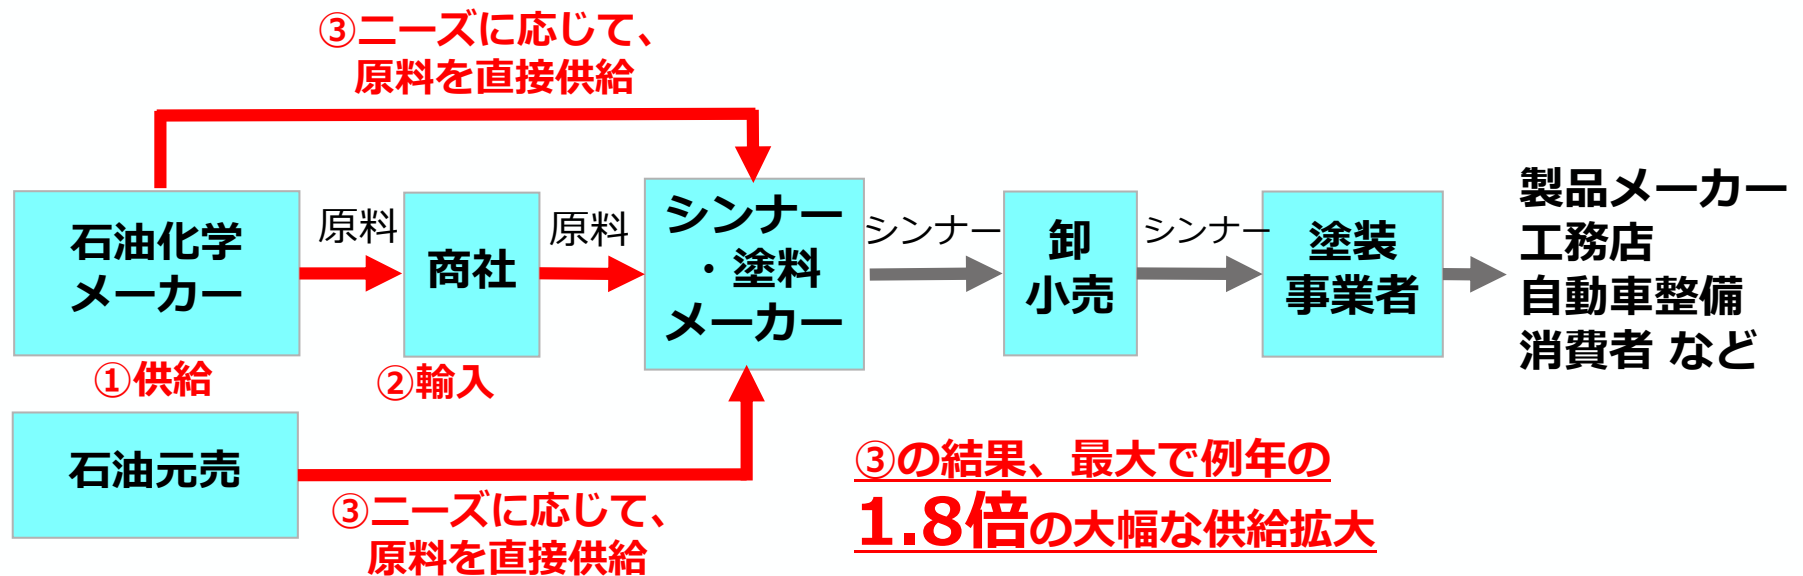 ③ニーズに応じて、
原料を直接供給
石油化学
メーカー
原料
商社
原料
シンナー
・塗料
メーカー
シンナー
卸
小売
シンナー
塗装
事業者
製品メーカー
工務店
自動車整備
消費者 など
①供給
②輸入
石油元売
③ニーズに応じて、
原料を直接供給
③の結果、最大で例年の
1.8倍の大幅な供給拡大